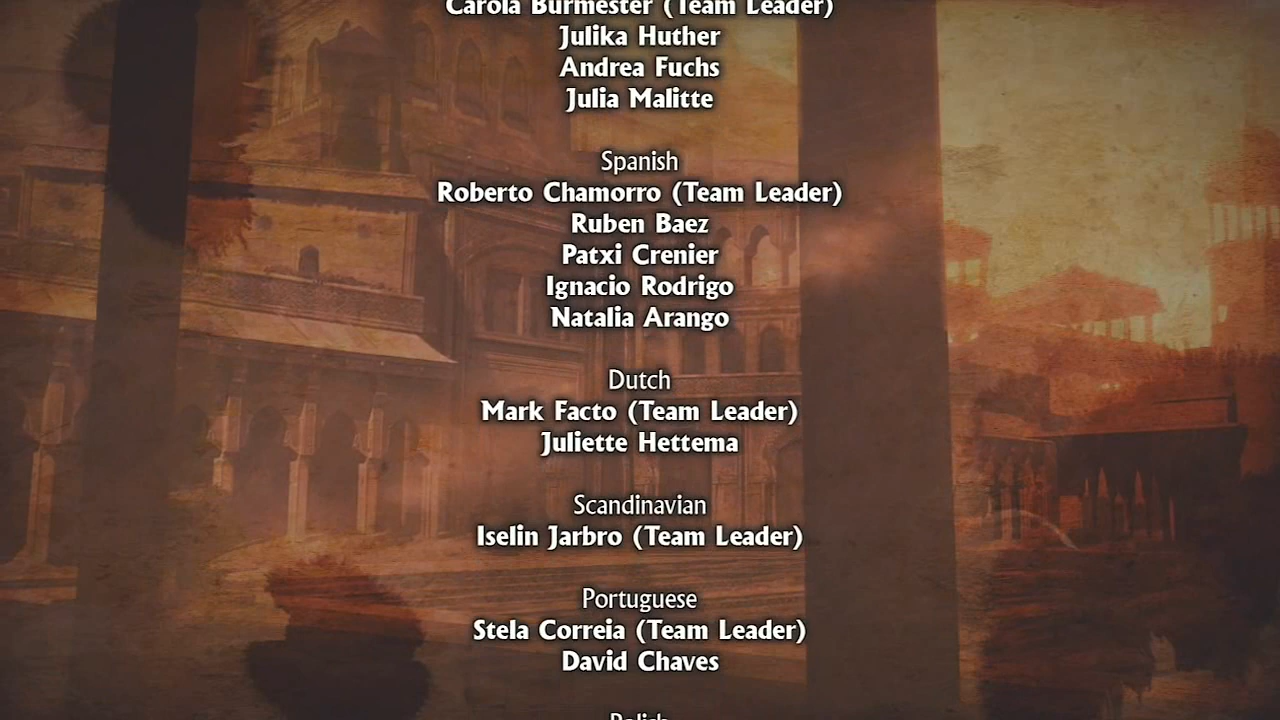 Carola Burmester (Team Leader)
Julika Huther
Andrea Fuchs
Julia Malitte
Spanish
Roberto Chamorro (Team Leader)
Ruben Baez
Patxi Crenier
Ignacio Rodrigo
Natalia Arango
Dutch
Mark Facto (Team Leader)
Juliette Hettema
Scandinavian
Iselin Jarbro (Team Leader)
Portuguese
Stela Correia (Team Leader)
David Chaves
Polish